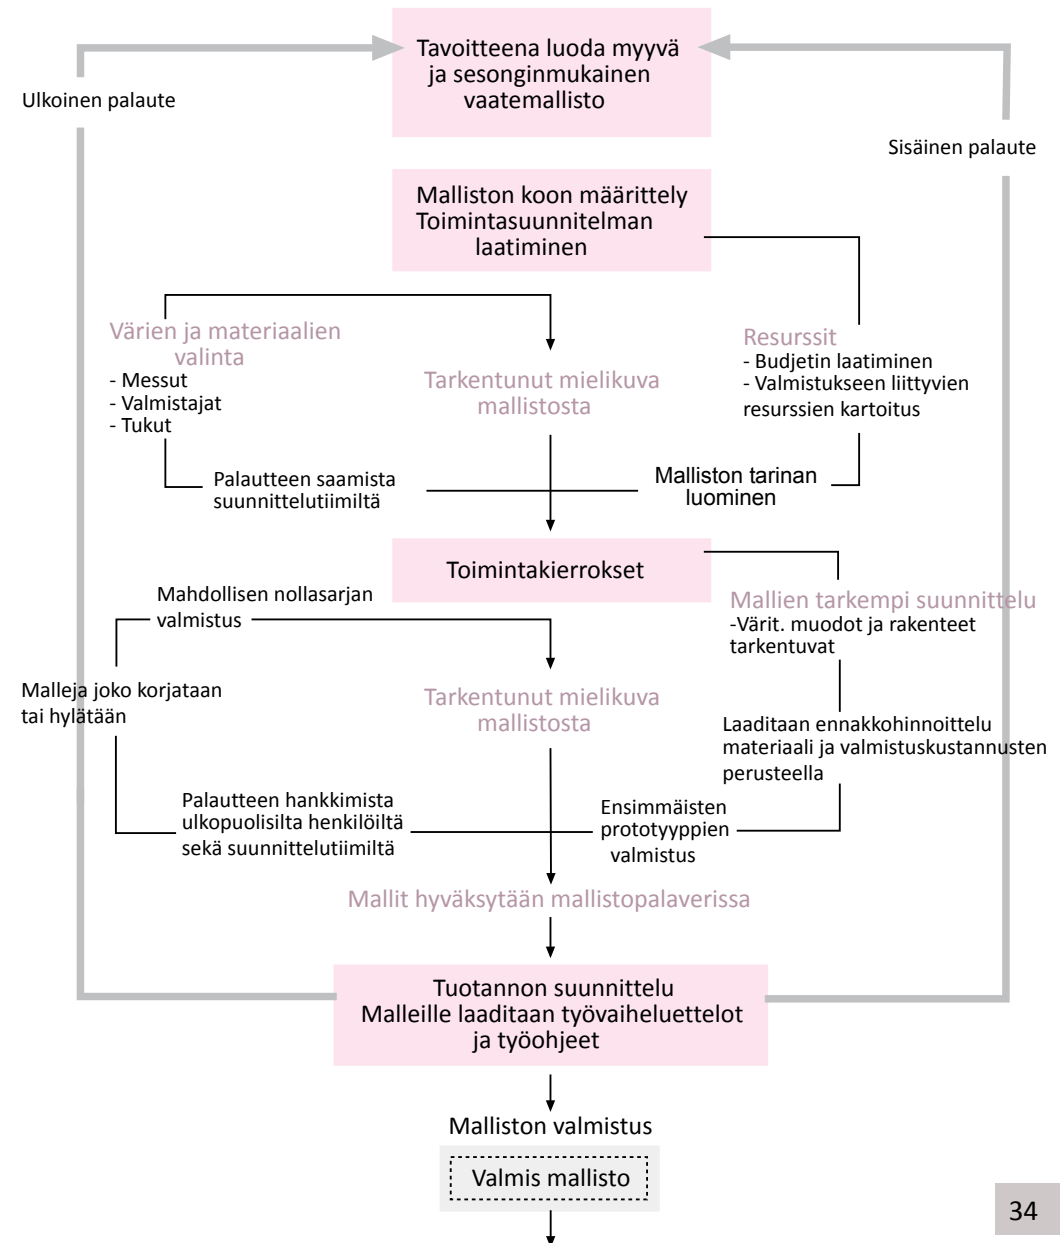 Tavoitteena luoda myyvä
ja sesonginmukainen
vaatemallisto
Ulkoinen palaute
Sisäinen palaute
Malliston koon määrittely
Toimintasuunnitelman
laatiminen
Värien ja materiaalien
valinta
- Messut
- Valmistajat
- Tukut
Tarkentunut mielikuva
mallistosta
Resurssit
- Budjetin laatiminen
- Valmistukseen liittyvien
resurssien kartoitus
Palautteen saamista
suunnittelutiimiltä
Malliston tarinan
luominen
Toimintakierrokset
Mahdollisen nollasarjan
valmistus
Mallien tarkempi suunnittelu
-Värit. muodot ja rakenteet
tarkentuvat
Malleja joko korjataan
tai hylätään
Tarkentunut mielikuva
mallistosta
Laaditaan ennakkohinnoittelu
materiaali ja valmistuskustannusten
perusteella
Palautteen hankkimista
ulkopuolisilta henkilöiltä
sekä suunnittelutiimiltä
Ensimmäisten
prototyyppien
valmistus
Mallit hyväksytään mallistopalaverissa
Tuotannon suunnittelu
Malleille laaditaan työvaiheluettelot
ja työohjeet
Malliston valmistus
Valmis mallisto
34